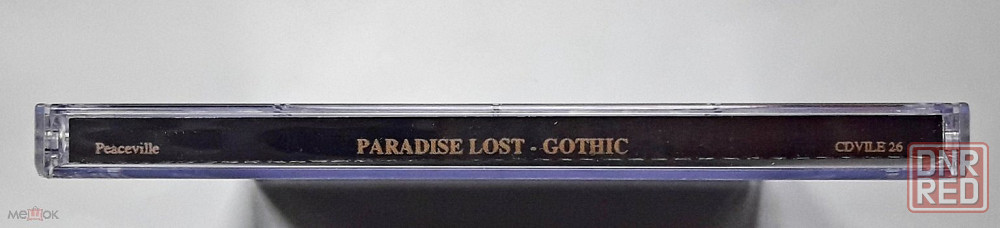 Peaceville PARADISE LOST - GOTHIC CDVILE 26
DNR
RED
мешок